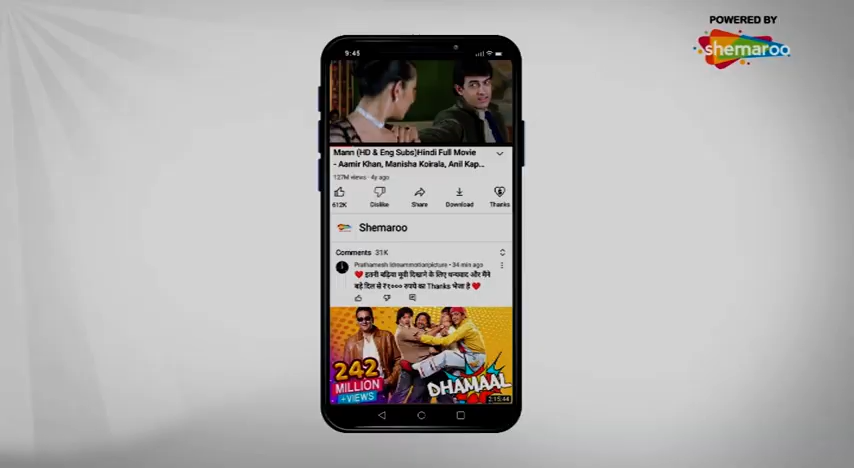 POWERED BY
shemaroo
9:45
Mann (HD & Eng Subs)Hindi Full Movie
- Aamir Khan, Manisha Koirala, Anil Kap...
127M views · 4y ago
612K Dislike Share Download Thanks
Shemaroo
Comments 31K
Prathamesh • 34 min ago
❤️ इतनी बढ़िया मूवी दिखाने के लिए धन्यवाद और मैंने
बड़े दिल से ₹१००० रुपये का Thanks भेजा है ❤️
242
MILLION
+VIEWS
DHAMAAL
2:15:44